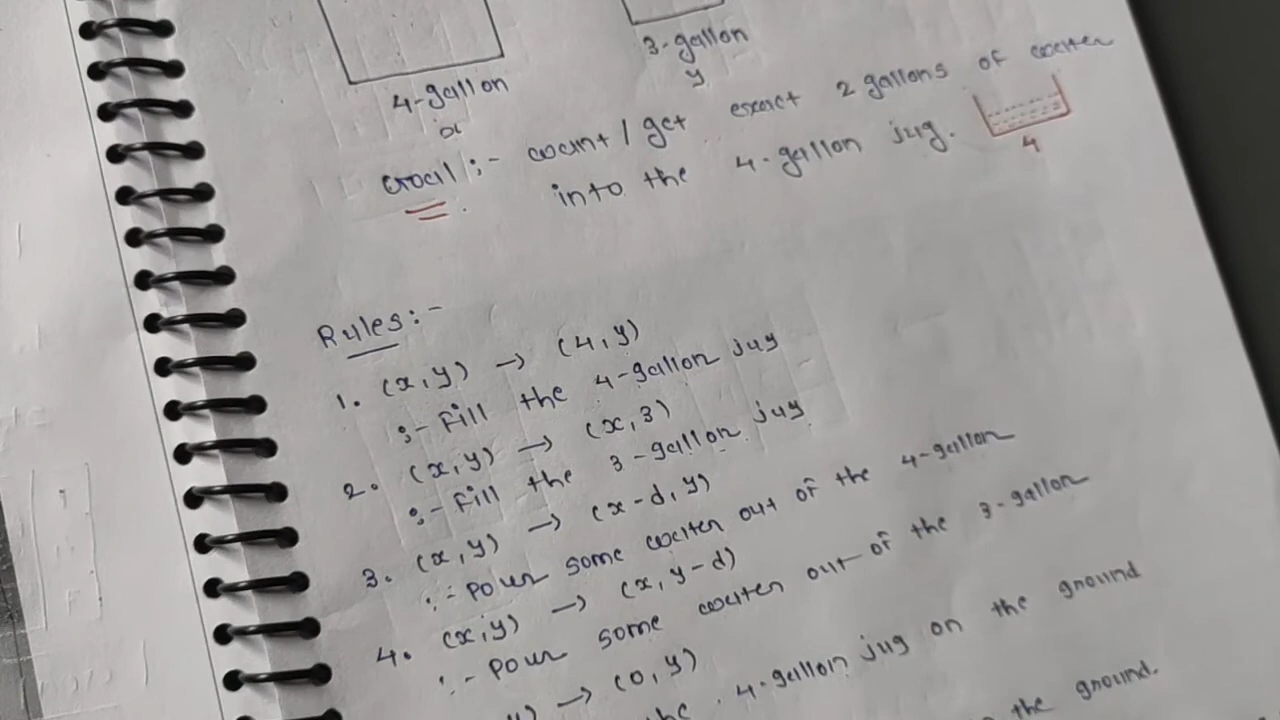 3-gallon
y
4-gallon
x
Goal :- want / get exact 2 gallons of water
into the 4-gallon jug.
4
Rules:-
1. (x,y) → (4,y)
:- Fill the 4-gallon jug
2. (x,y) → (x,3)
:- Fill the 3-gallon jug
3. (x,y) → (x-d,y)
:- Pour some water out of the 4-gallon
4. (x,y) → (x,y-d)
:- Pour some water out of the 3-gallon
→ (0,y)
the 4-gallon jug on the ground
the ground.